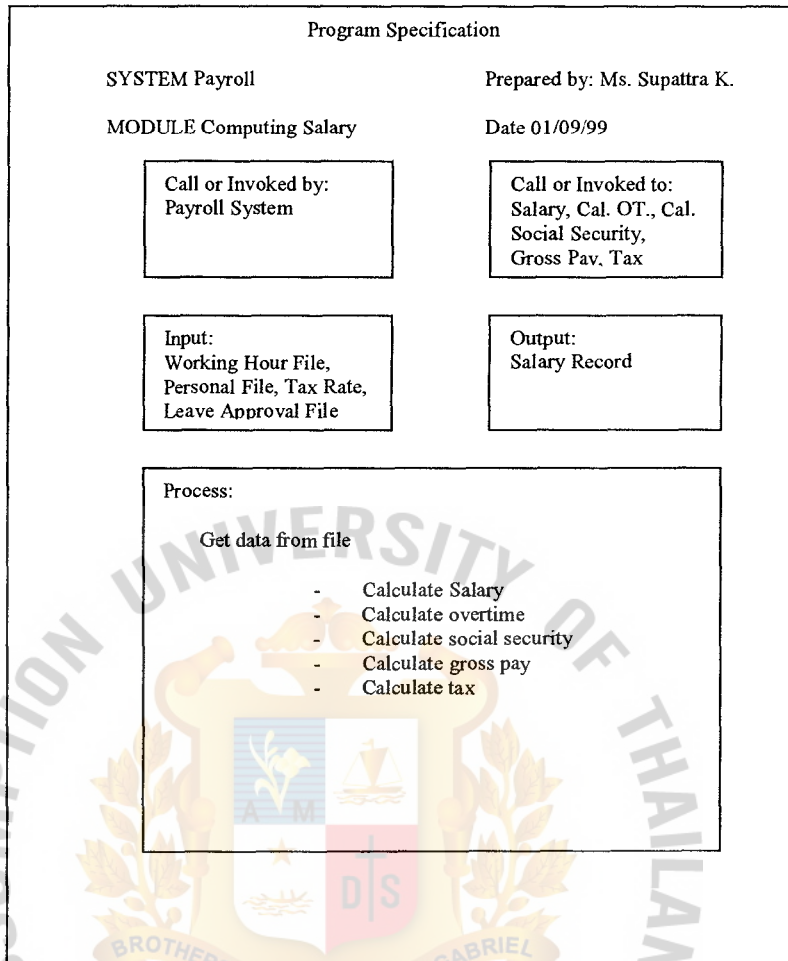 Program Specification
SYSTEM Payroll
Prepared by: Ms. Supattra K.
MODULE Computing Salary
Date 01/09/99
Call or Invoked by:
Payroll System
Call or Invoked to:
Salary, Cal. OT., Cal.
Social Security,
Gross Pay, Tax
Input:
Working Hour File,
Personal File, Tax Rate,
Leave Approval File
Output:
Salary Record
Process:
Get data from file
- Calculate Salary
- Calculate overtime
- Calculate social security
- Calculate gross pay
- Calculate tax
UNIVERSITY OF
A M
D S